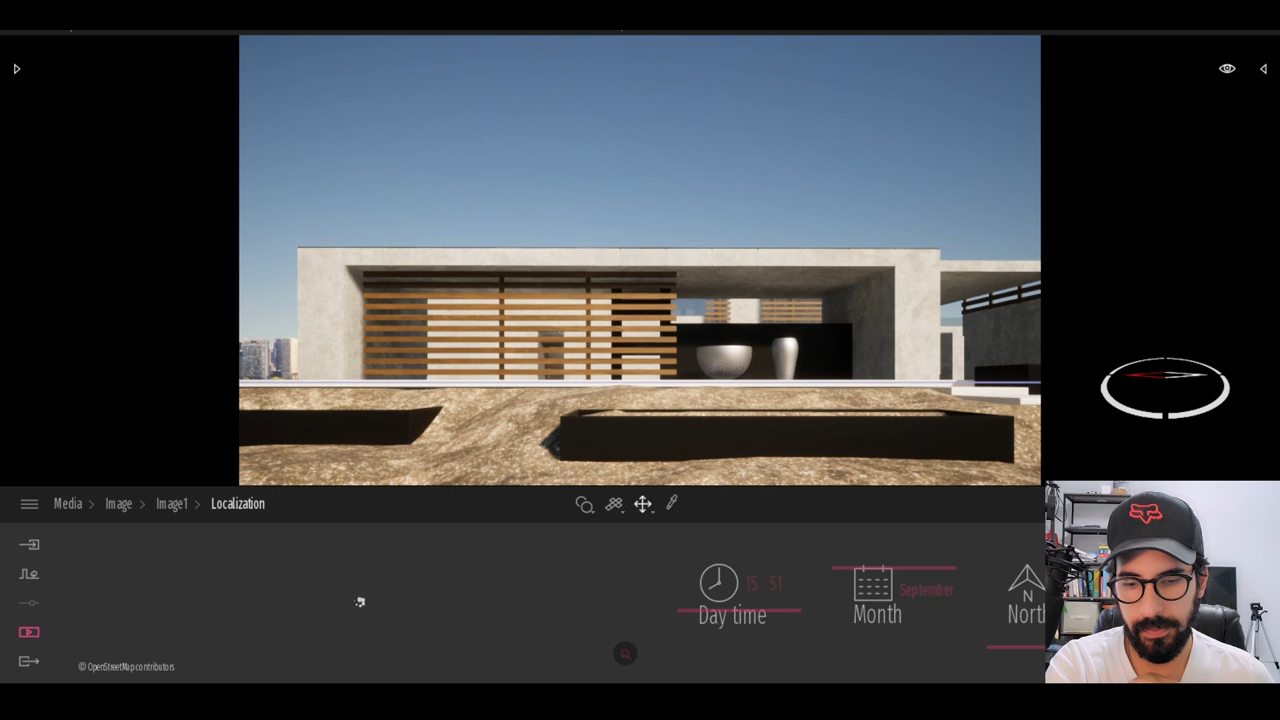 Media > Image > Image1 > Localization
15 : 51
Day time
September
Month
N
North
© OpenStreetMap contributors